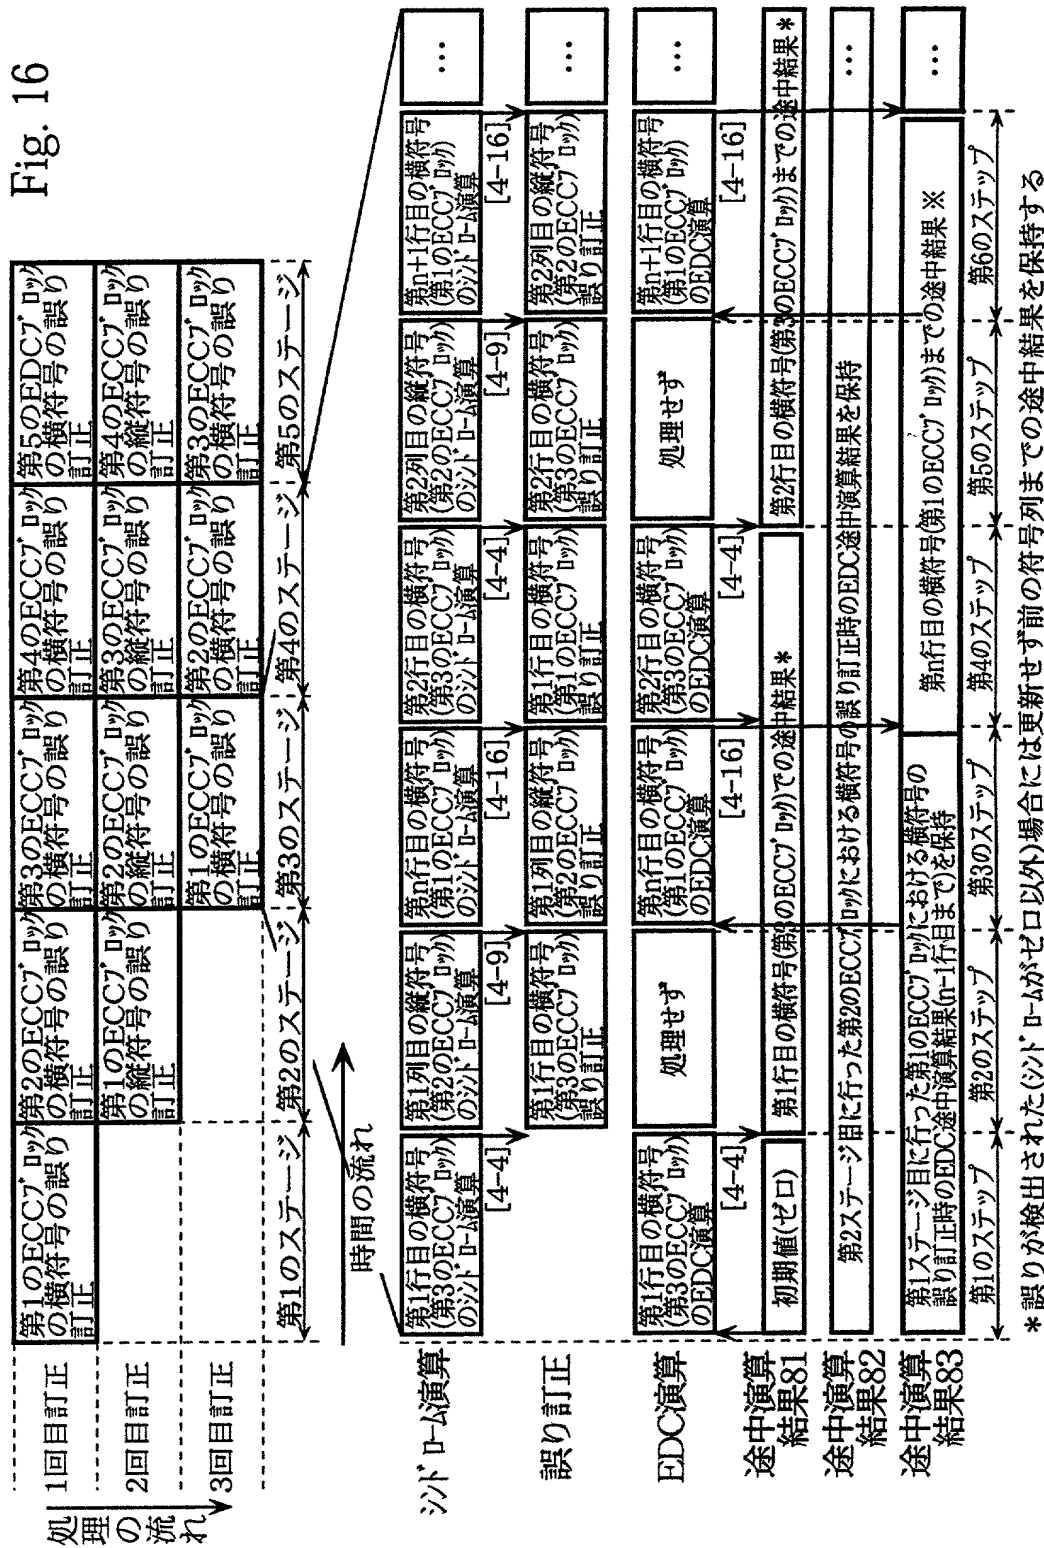 Fig. 16
処理の流れ
1回目訂正
2回目訂正
3回目訂正
第1のECCブロック
の横符号の誤り
訂正
第2のECCブロック
の横符号の誤り
訂正
第3のECCブロック
の横符号の誤り
訂正
第4のECCブロック
の横符号の誤り
訂正
第5のEDCブロック
の横符号の誤り
訂正
第1のECCブロック
の縦符号の誤り
訂正
第2のECCブロック
の縦符号の誤り
訂正
第3のECCブロック
の縦符号の誤り
訂正
第4のECCブロック
の縦符号の誤り
訂正
第1のECCブロック
の横符号の誤り
訂正
第2のECCブロック
の横符号の誤り
訂正
第3のECCブロック
の横符号の誤り
訂正
第1のステージ
第2のステージ
第3のステージ
第4のステージ
第5のステージ
時間の流れ
シンドローム演算
第1行目の横符号
(第3のECCブロック)
のシンドローム演算
第1列目の縦符号
(第2のECCブロック)
のシンドローム演算
第n行目の横符号
(第1のECCブロック)
のシンドローム演算
第2行目の横符号
(第3のECCブロック)
のシンドローム演算
第2列目の縦符号
(第2のECCブロック)
のシンドローム演算
第n+1行目の横符号
(第1のECCブロック)
のシンドローム演算
…
[4-4]
[4-9]
[4-16]
[4-4]
[4-9]
[4-16]
誤り訂正
第1行目の横符号
(第3のECCブロック)
誤り訂正
第1列目の縦符号
(第2のECCブロック)
誤り訂正
第1行目の横符号
(第1のECCブロック)
誤り訂正
第2行目の横符号
(第3のECCブロック)
誤り訂正
第2列目の縦符号
(第2のECCブロック)
誤り訂正
…
EDC演算
第1行目の横符号
(第3のECCブロック)
のEDC演算
処理せず
第n行目の横符号
(第1のECCブロック)
のEDC演算
第2行目の横符号
(第3のECCブロック)
のEDC演算
処理せず
第n+1行目の横符号
(第1のECCブロック)
のEDC演算
…
[4-4]
[4-16]
[4-4]
[4-16]
途中演算
結果81
初期値(ゼロ)
第1行目の横符号(第3のECCブロック)での途中結果*
第2行目の横符号(第3のECCブロック)までの途中結果*
途中演算
結果82
第2ステージ目に行った第2のECCブロックにおける横符号の誤り訂正時のEDC途中演算結果を保持
…
途中演算
結果83
第1ステージ目に行った第1のECCブロックにおける横符号の
誤り訂正時のEDC途中演算結果(n-1行目まで)を保持
第n行目の横符号(第1のECCブロック)までの途中結果※
…
第1のステップ
第2のステップ
第3のステップ
第4のステップ
第5のステップ
第6のステップ
*誤りが検出された(シンドロームがゼロ以外)場合には更新せず前の符号列までの途中結果を保持する